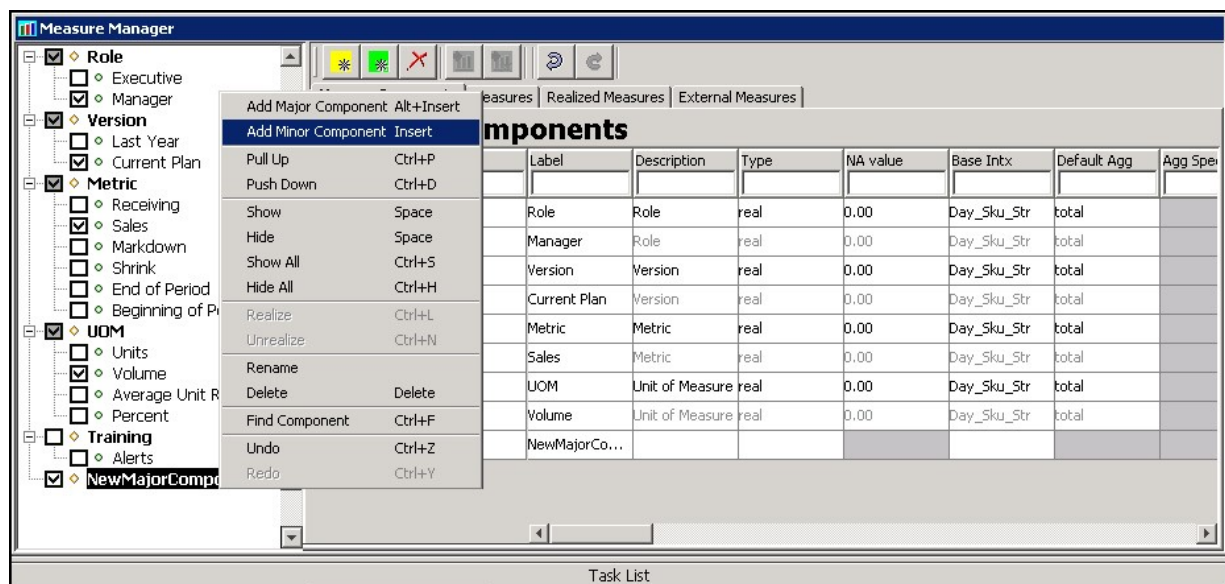 Measure Manager
Role
Executive
Manager
Version
Last Year
Current Plan
Metric
Receiving
Sales
Markdown
Shrink
End of Period
Beginning of
UOM
Units
Volume
Average Unit
Percent
Training
Alerts
Add Major Component Alt+Insert
Add Minor Component Insert
Pull Up Ctrl+P
Push Down Ctrl+D
Show Space
Hide Space
Show All Ctrl+S
Hide All Ctrl+H
Realize Ctrl+L
Unrealize Ctrl+N
Rename
Delete Delete
Find Component Ctrl+F
Undo Ctrl+Z
Redo Ctrl+Y
Realized Measures External Measures
Label Description Type NA value Base Intx Default Agg Agg
Role Role real 0.00 Day_Sku_Str total
Manager Role real 0.00 Day_Sku_Str total
Version Version real 0.00 Day_Sku_Str total
Current Plan Version real 0.00 Day_Sku_Str total
Metric Metric real 0.00 Day_Sku_Str total
Sales Metric real 0.00 Day_Sku_Str total
UOM Unit of Measure real 0.00 Day_Sku_Str total
Volume Unit of Measure real 0.00 Day_Sku_Str total
NewMajorCo...
Task List